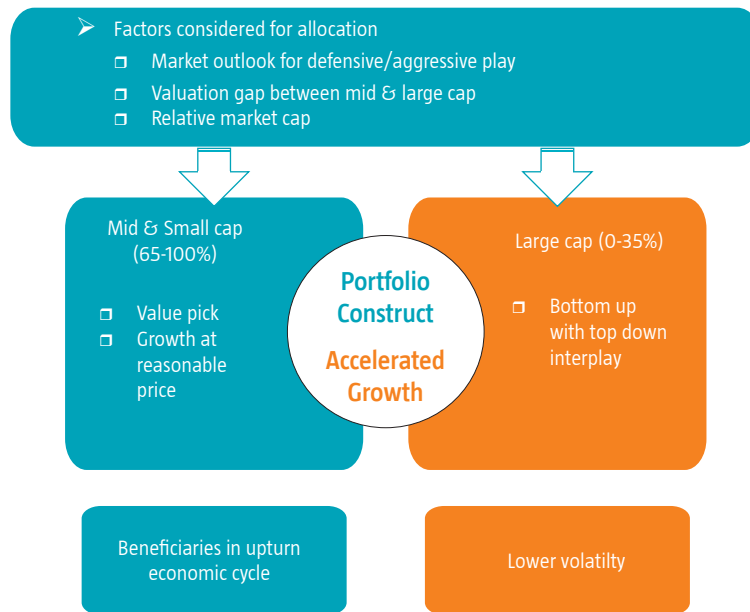 Factors considered for allocation
Market outlook for defensive/aggressive play
Valuation gap between mid & large cap
Relative market cap
Mid & Small cap
(65-100%)
Value pick
Growth at
reasonable
price
Portfolio
Construct
Accelerated
Growth
Large cap (0-35%)
Bottom up
with top down
interplay
Beneficiaries in upturn
economic cycle
Lower volatilty